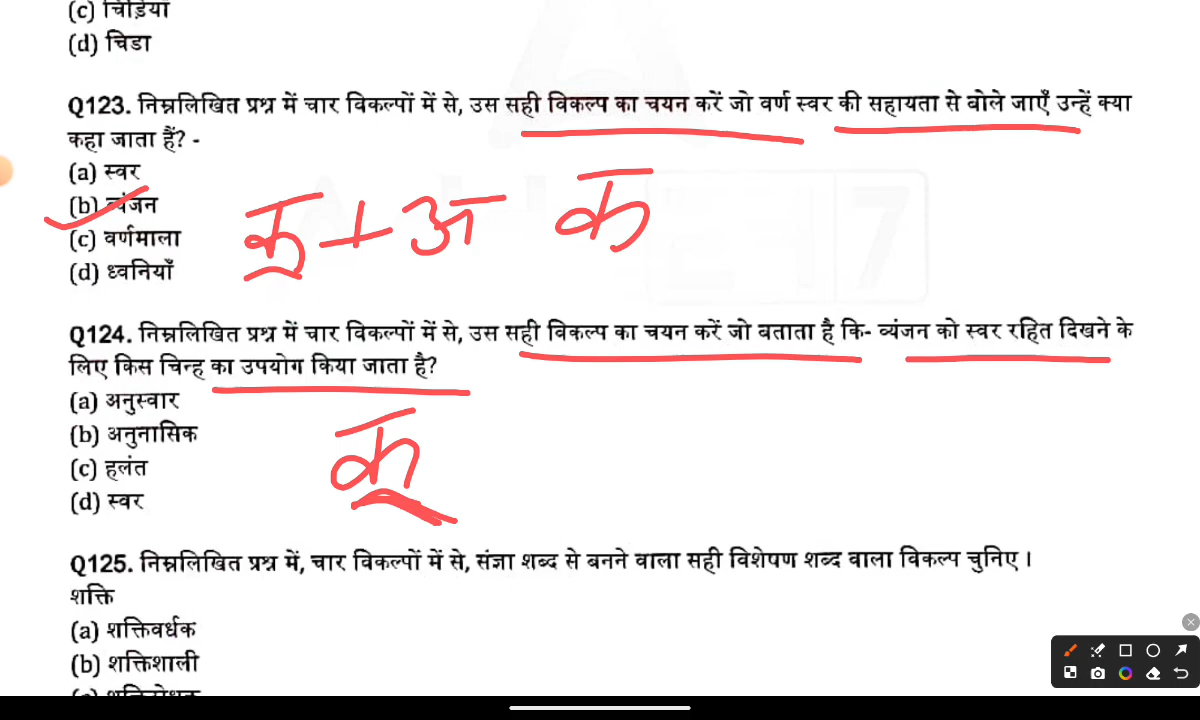 (c) चिड़ियाँ
(d) चिडा
Q123. निम्नलिखित प्रश्न में चार विकल्पों में से, उस सही विकल्प का चयन करें जो वर्ण स्वर की सहायता से बोले जाएँ उन्हें क्या
कहा जाता हैं? -
(a) स्वर
(b) व्यंजन
(c) वर्णमाला
(d) ध्वनियाँ
क् + अ क
Q124. निम्नलिखित प्रश्न में चार विकल्पों में से, उस सही विकल्प का चयन करें जो बताता है कि- व्यंजन को स्वर रहित दिखने के
लिए किस चिन्ह का उपयोग किया जाता है?
(a) अनुस्वार
(b) अनुनासिक
(c) हलंत
(d) स्वर
क्
Q125. निम्नलिखित प्रश्न में, चार विकल्पों में से, संज्ञा शब्द से बनने वाला सही विशेषण शब्द वाला विकल्प चुनिए।
शक्ति
(a) शक्तिवर्धक
(b) शक्तिशाली